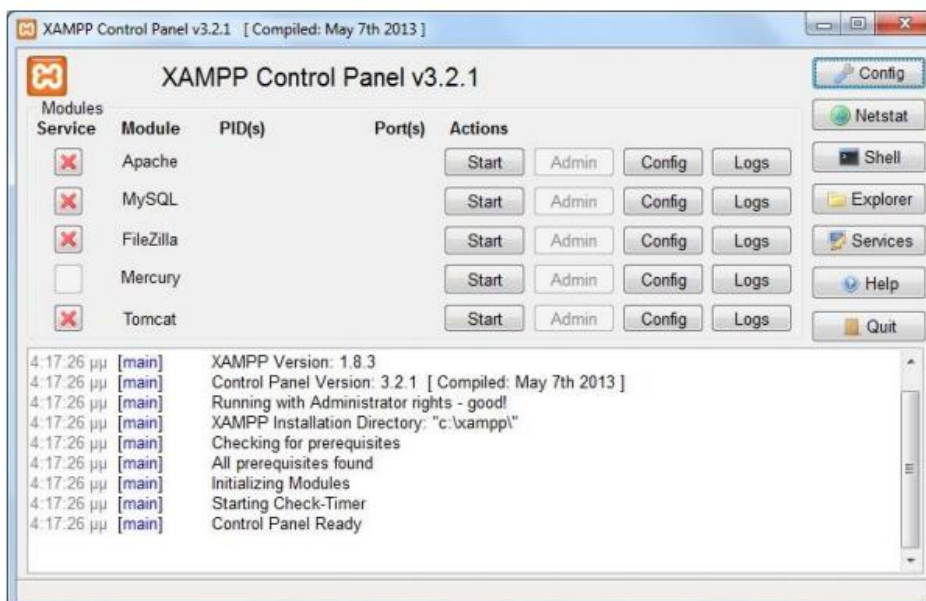 XAMPP Control Panel v3.2.1 [ Compiled: May 7th 2013 ]
XAMPP Control Panel v3.2.1
Config
Modules
Service Module PID(s) Port(s) Actions
Netstat
Apache Start Admin Config Logs
Shell
MySQL Start Admin Config Logs
Explorer
FileZilla Start Admin Config Logs
Services
Mercury Start Admin Config Logs
Help
Tomcat Start Admin Config Logs
Quit
4:17:26 μμ [main] XAMPP Version: 1.8.3
4:17:26 μμ [main] Control Panel Version: 3.2.1 [ Compiled: May 7th 2013 ]
4:17:26 μμ [main] Running with Administrator rights - good!
4:17:26 μμ [main] XAMPP Installation Directory: "c:\xampp\"
4:17:26 μμ [main] Checking for prerequisites
4:17:26 μμ [main] All prerequisites found
4:17:26 μμ [main] Initializing Modules
4:17:26 μμ [main] Starting Check-Timer
4:17:26 μμ [main] Control Panel Ready